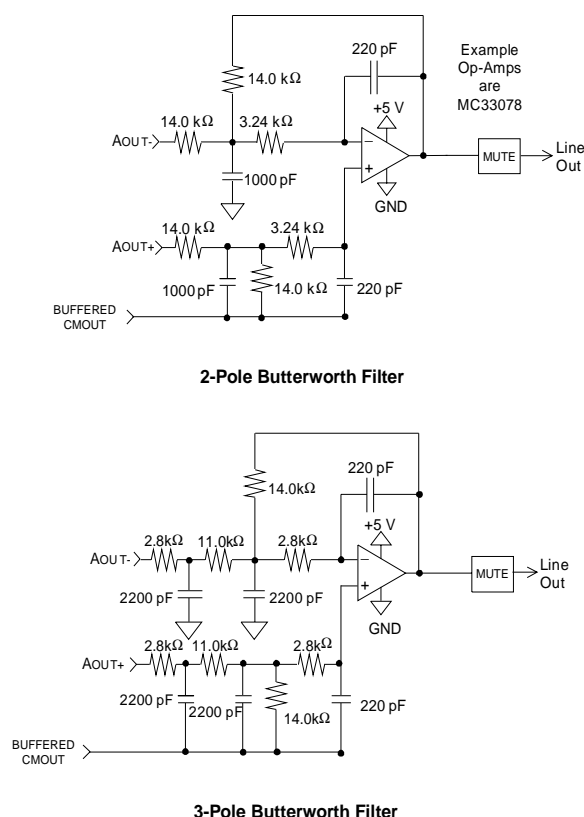 220 pF
Example
Op-Amps
are
MC33078
14.0 kΩ
+5 V
14.0 kΩ
3.24 kΩ
AOUT-
−
+
MUTE
Line
Out
1000 pF
GND
14.0 kΩ
3.24 kΩ
AOUT+
1000 pF
14.0 kΩ
220 pF
BUFFERED
CMOUT
2-Pole Butterworth Filter
220 pF
14.0kΩ
+5 V
2.8kΩ
11.0kΩ
2.8kΩ
AOUT-
−
+
MUTE
Line
Out
2200 pF
2200 pF
GND
2.8kΩ
11.0kΩ
2.8kΩ
AOUT+
2200 pF
2200 pF
14.0kΩ
220 pF
BUFFERED
CMOUT
3-Pole Butterworth Filter